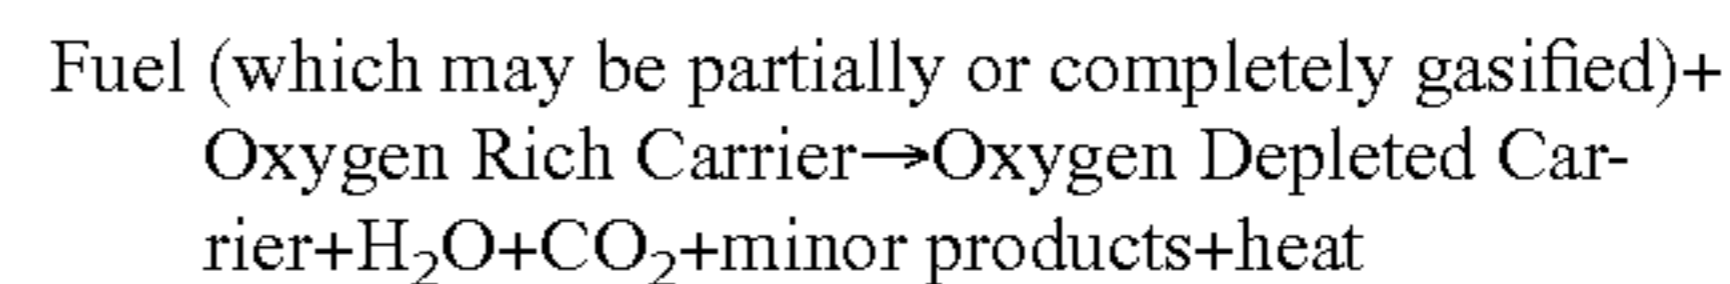 Fuel (which may be partially or completely gasified)+
Oxygen Rich Carrier→Oxygen Depleted Car-
rier+H₂O+CO₂+minor products+heat